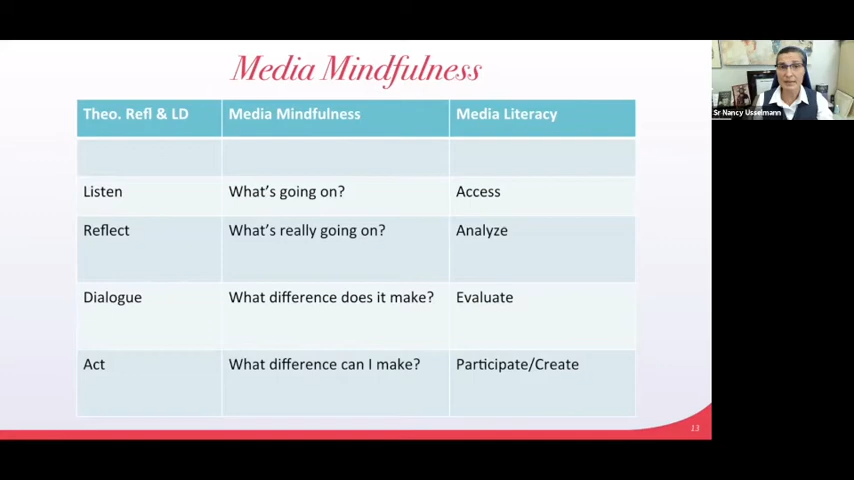 Media Mindfulness
Theo. Refl & LD Media Mindfulness Media Literacy
Listen What's going on? Access
Reflect What's really going on? Analyze
Dialogue What difference does it make? Evaluate
Act What difference can I make? Participate/Create
13
Sr Nancy Usselmann